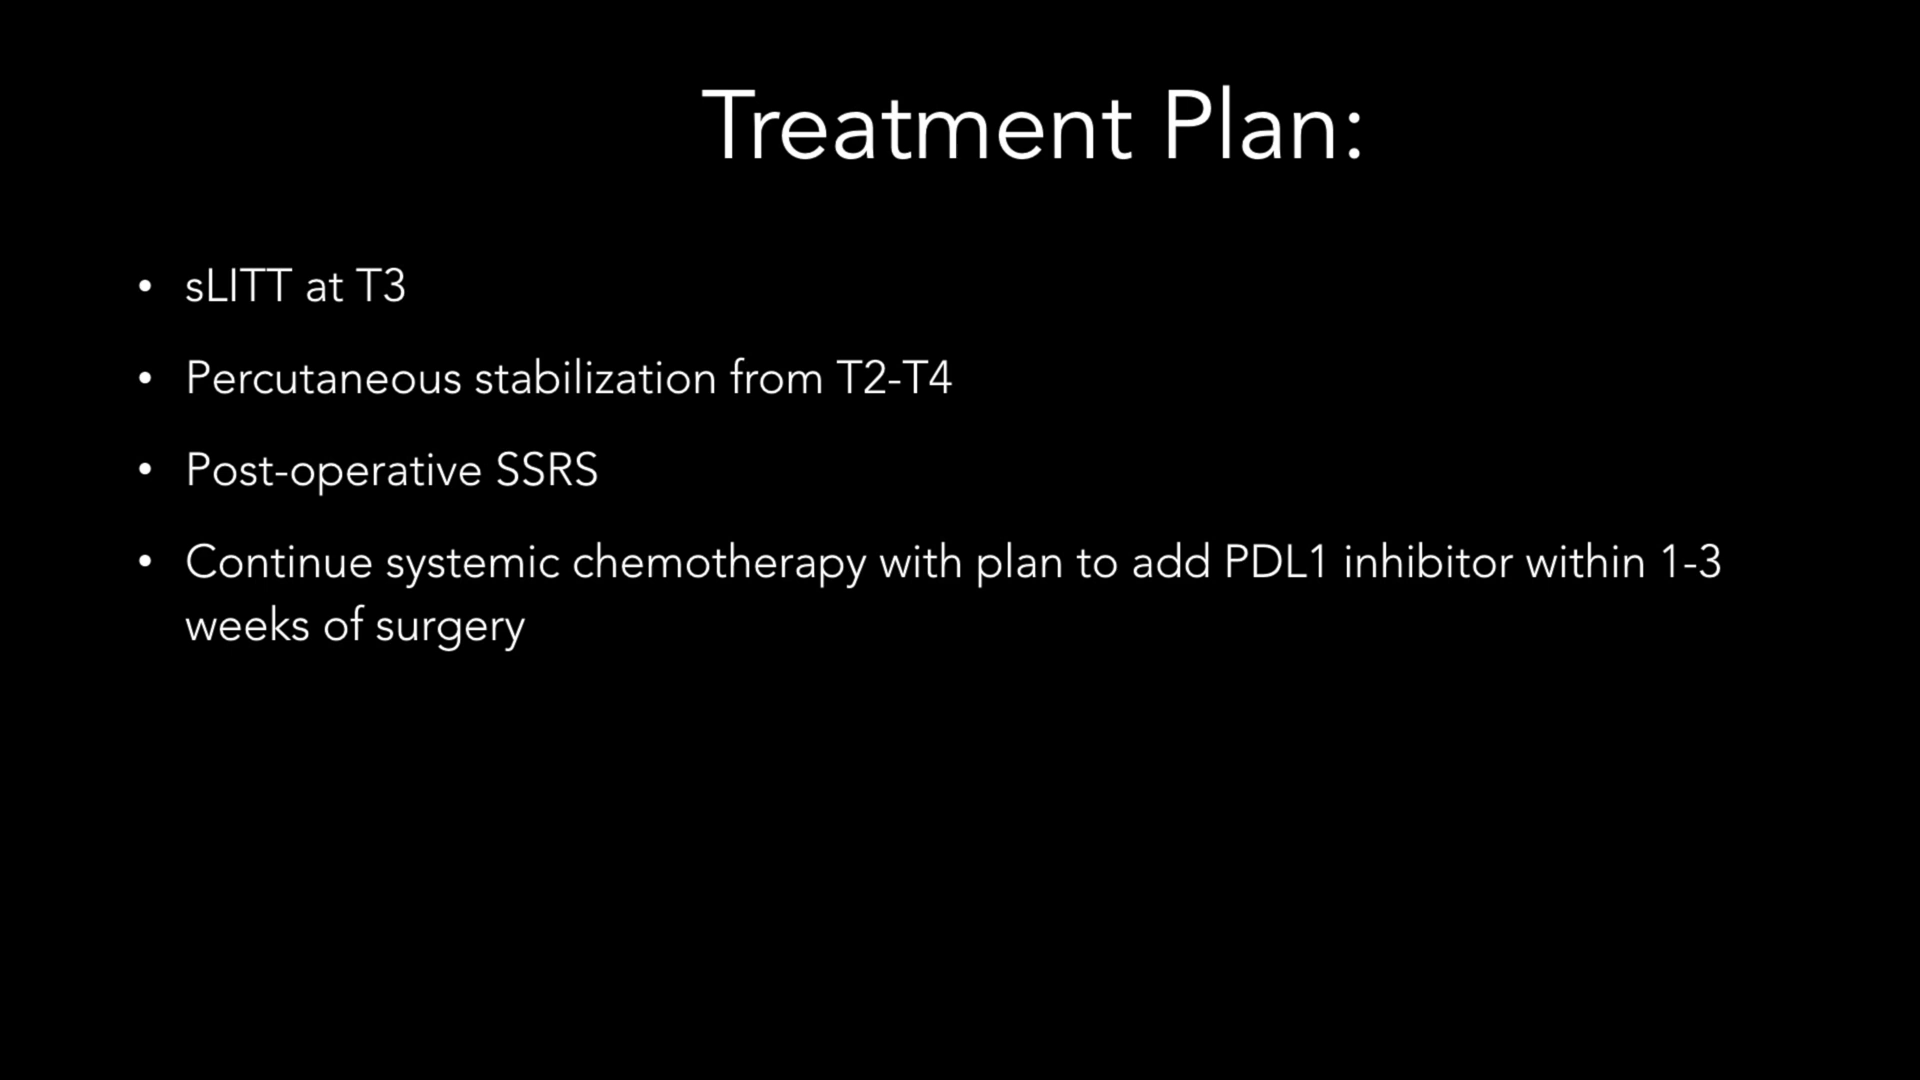 Treatment Plan:
• sLITT at T3
• Percutaneous stabilization from T2-T4
• Post-operative SSRS
• Continue systemic chemotherapy with plan to add PDL1 inhibitor within 1-3
weeks of surgery